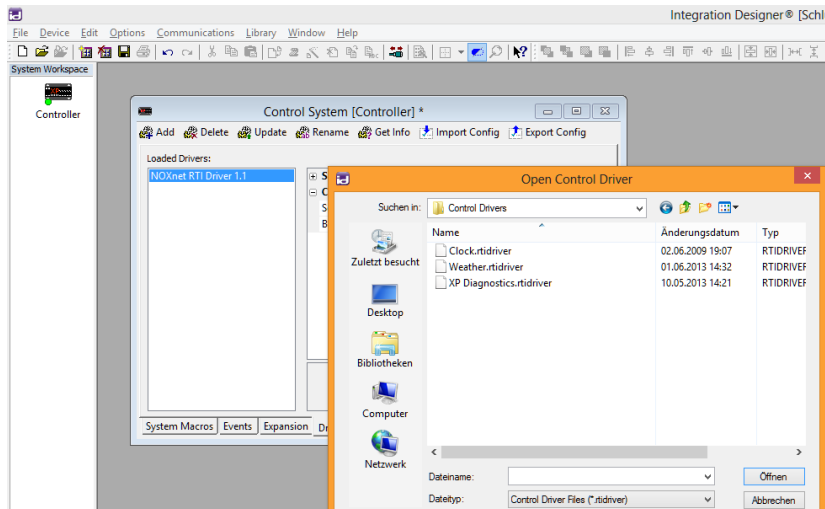 Integration Designer® [Schl
File Device Edit Options Communications Library Window Help
System Workspace
Controller
Control System [Controller] *
Add Delete Update Rename Get Info Import Config Export Config
Loaded Drivers:
NOXnet RTI Driver 1.1
S
C
S
B
System Macros Events Expansion Dr
Open Control Driver
Suchen in: Control Drivers
Name Änderungsdatum Typ
Clock.rtidriver 02.06.2009 19:07 RTIDRIVER
Weather.rtidriver 01.06.2013 14:32 RTIDRIVER
XP Diagnostics.rtidriver 10.05.2013 14:21 RTIDRIVER
Zuletzt besucht
Desktop
Bibliotheken
Computer
Netzwerk
Dateiname: Öffnen
Dateityp: Control Driver Files (*.rtidriver) Abbrechen